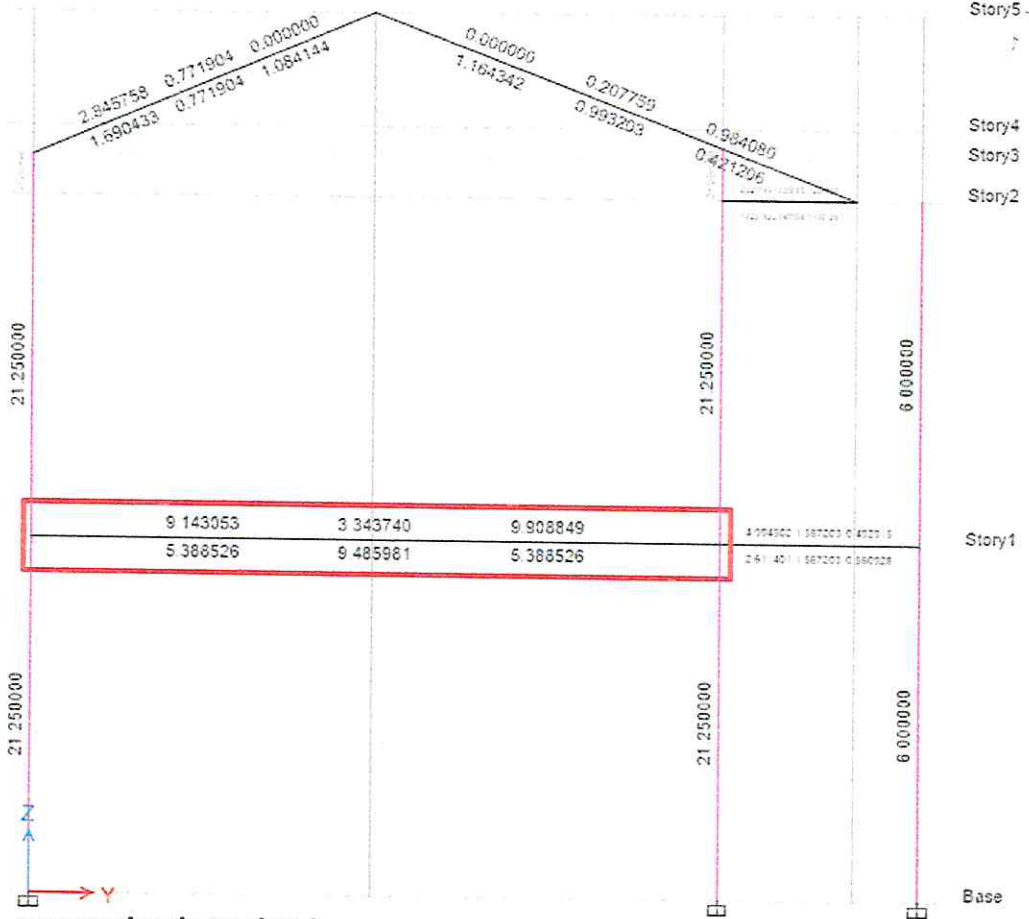 Story5
2.845758 0.771904 0.000000
1.690433 0.771904 1.084144
0.000000 0.207759 0.984080
1.164342 0.993203 0.421206
Story4
Story3
Story2
21.250000
21.250000
6.000000
9.143053 3.343740 9.908849
5.388526 9.485981 5.388526
Story1
21.250000
21.250000
6.000000
Z
Y
Base